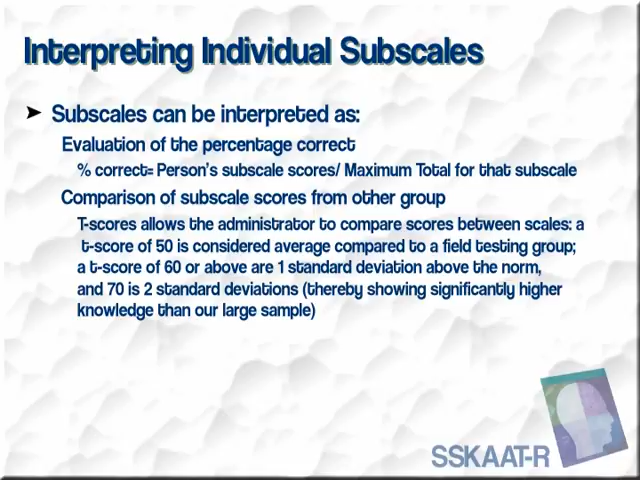 Interpreting Individual Subscales
➤ Subscales can be interpreted as:
Evaluation of the percentage correct
% correct= Person's subscale scores/ Maximum Total for that subscale
Comparison of subscale scores from other group
T-scores allows the administrator to compare scores between scales: a
t-score of 50 is considered average compared to a field testing group;
a t-score of 60 or above are 1 standard deviation above the norm,
and 70 is 2 standard deviations (thereby showing significantly higher
knowledge than our large sample)
SSKAAT-R